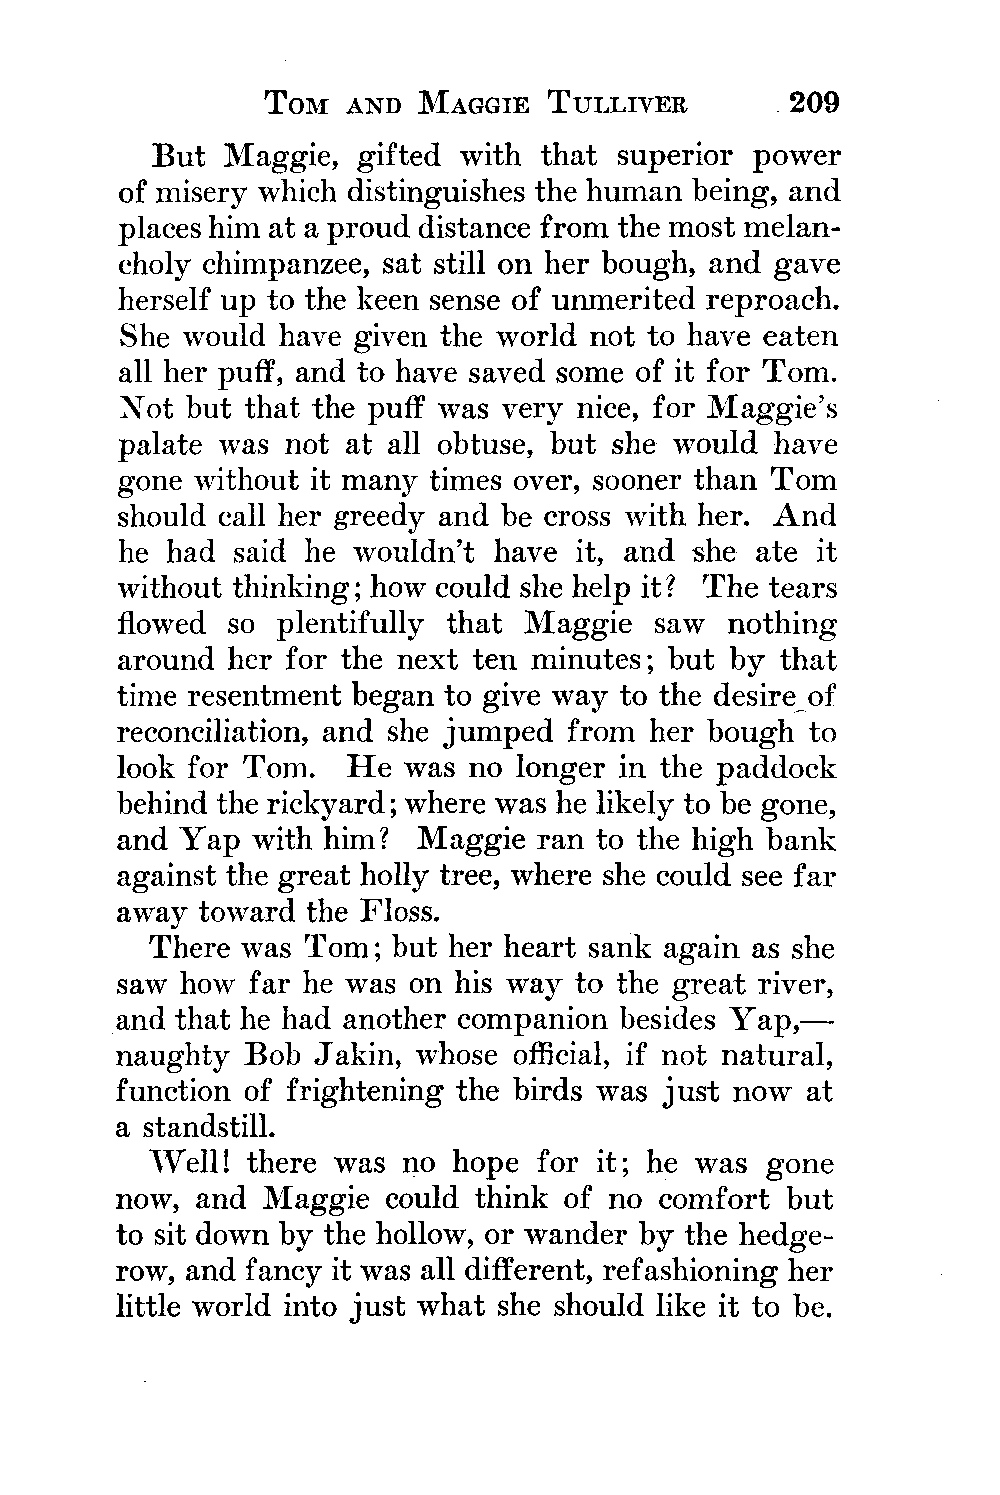 Tom and Maggie Tulliver 209
But Maggie, gifted with that superior power
of misery which distinguishes the human being, and
places him at a proud distance from the most melan-
choly chimpanzee, sat still on her bough, and gave
herself up to the keen sense of unmerited reproach.
She would have given the world not to have eaten
all her puff, and to have saved some of it for Tom.
Not but that the puff was very nice, for Maggie's
palate was not at all obtuse, but she would have
gone without it many times over, sooner than Tom
should call her greedy and be cross with her. And
he had said he wouldn't have it, and she ate it
without thinking; how could she help it? The tears
flowed so plentifully that Maggie saw nothing
around her for the next ten minutes; but by that
time resentment began to give way to the desire of
reconciliation, and she jumped from her bough to
look for Tom. He was no longer in the paddock
behind the rickyard; where was he likely to be gone,
and Yap with him? Maggie ran to the high bank
against the great holly tree, where she could see far
away toward the Floss.
There was Tom; but her heart sank again as she
saw how far he was on his way to the great river,
and that he had another companion besides Yap,—
naughty Bob Jakin, whose official, if not natural,
function of frightening the birds was just now at
a standstill.
Well! there was no hope for it; he was gone
now, and Maggie could think of no comfort but
to sit down by the hollow, or wander by the hedge-
row, and fancy it was all different, refashioning her
little world into just what she should like it to be.